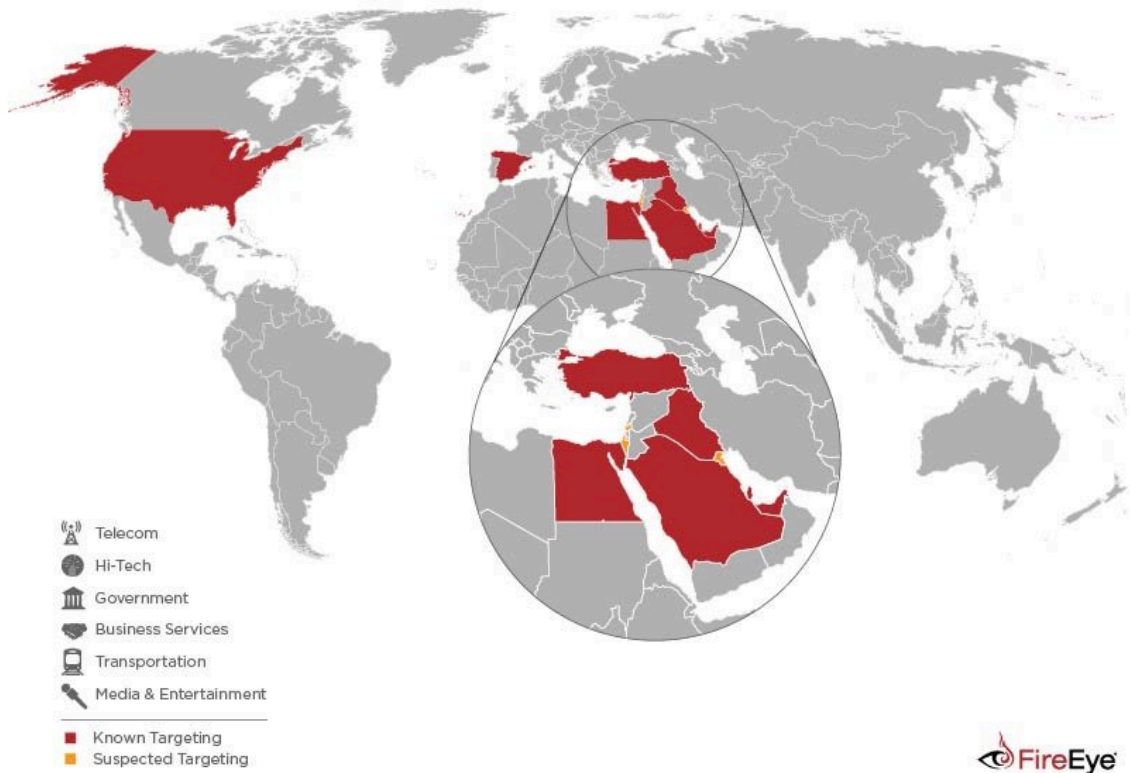 Telecom
Hi-Tech
Government
Business Services
Transportation
Media & Entertainment
Known Targeting
Suspected Targeting
FireEye